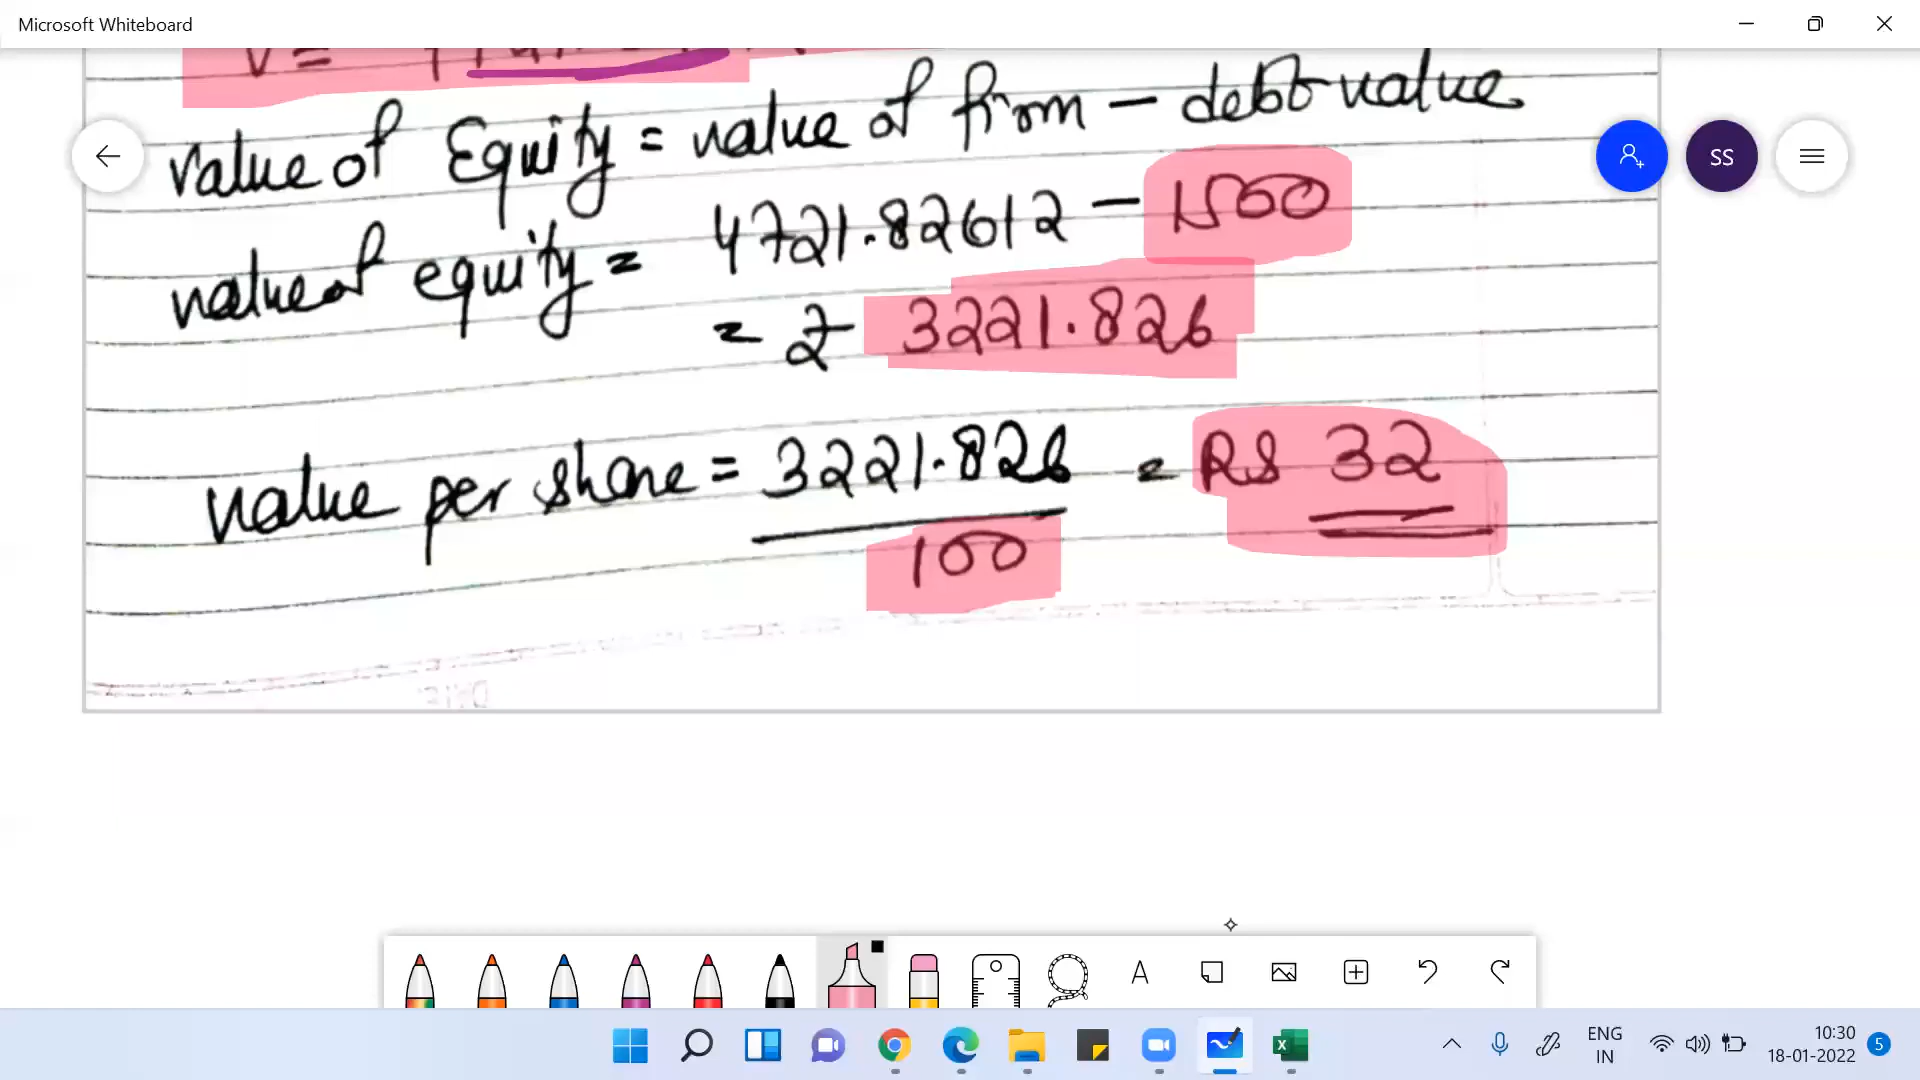 Microsoft Whiteboard
V =
value of Equity = value of firm - debt value
SS
value of equity = 4721.82612 - 1500
= 3221.826
value per share = 3221.826 = RS 32
100
A
ENG
IN
10:30
18-01-2022
5